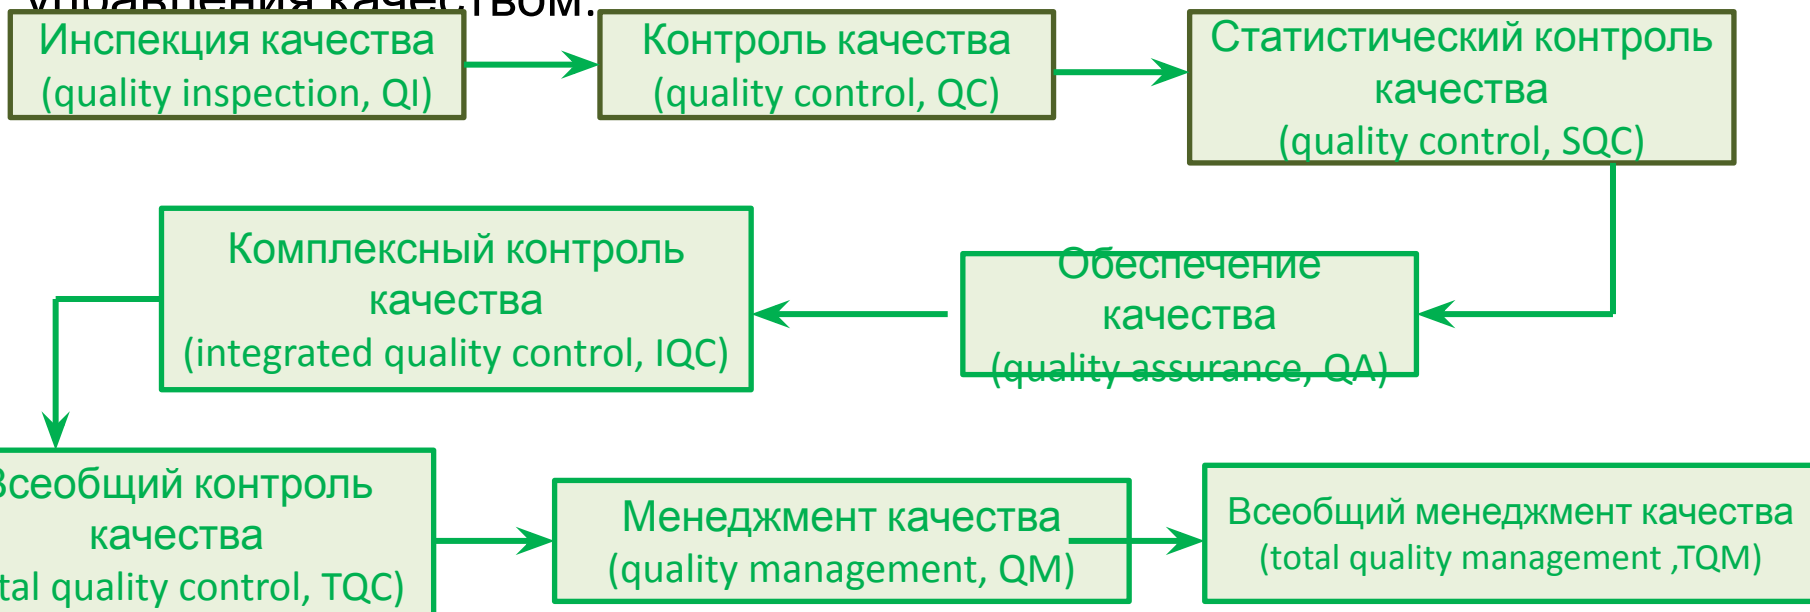 управления качеством:
Инспекция качества
(quality inspection, QI)
Контроль качества
(quality control, QC)
Статистический контроль
качества
(quality control, SQC)
Комплексный контроль
качества
(integrated quality control, IQC)
Обеспечение
качества
(quality assurance, QA)
Всеобщий контроль
качества
tal quality control, TQC)
Менеджмент качества
(quality management, QM)
Всеобщий менеджмент качества
(total quality management ,TQM)